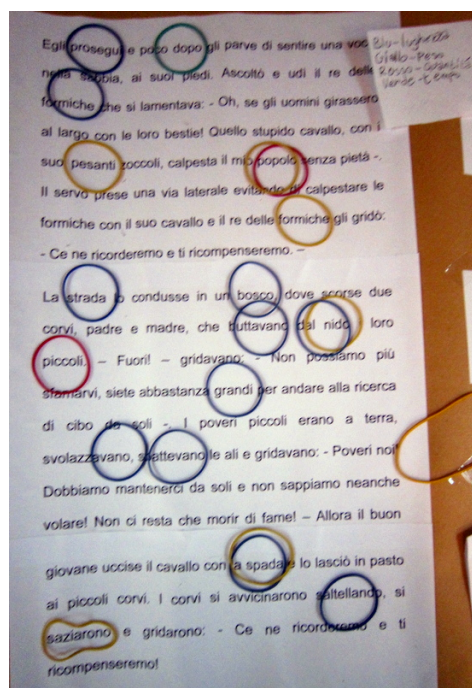 Egli proseguì e poco dopo gli parve di sentire una voc
nella sabbia, ai suoi piedi. Ascoltò e udì il re delle
formiche che si lamentava: - Oh, se gli uomini girassero
al largo con le loro bestie! Quello stupido cavallo, con i
suo pesanti zoccoli, calpesta il mio popolo senza pietà -.
Il servo prese una via laterale evitando di calpestare le
formiche con il suo cavallo e il re delle formiche gli gridò:
- Ce ne ricorderemo e ti ricompenseremo. –
La strada lo condusse in un bosco, dove scorse due
corvi, padre e madre, che buttavano dal nido i loro
piccoli. – Fuori! – gridavano: - Non possiamo più
sfamarvi, siete abbastanza grandi per andare alla ricerca
di cibo da soli -. I poveri piccoli erano a terra,
svolazzavano, sbattevano le ali e gridavano: - Poveri noi!
Dobbiamo mantenerci da soli e non sappiamo neanche
volare! Non ci resta che morir di fame! – Allora il buon
giovane uccise il cavallo con la spada e lo lasciò in pasto
ai piccoli corvi. I corvi si avvicinarono saltellando, si
saziarono e gridarono: - Ce ne ricorderemo e ti
ricompenseremo!
Blu-lunghezza
Giallo-Peso
Rosso-Quantità
Verde-tempo